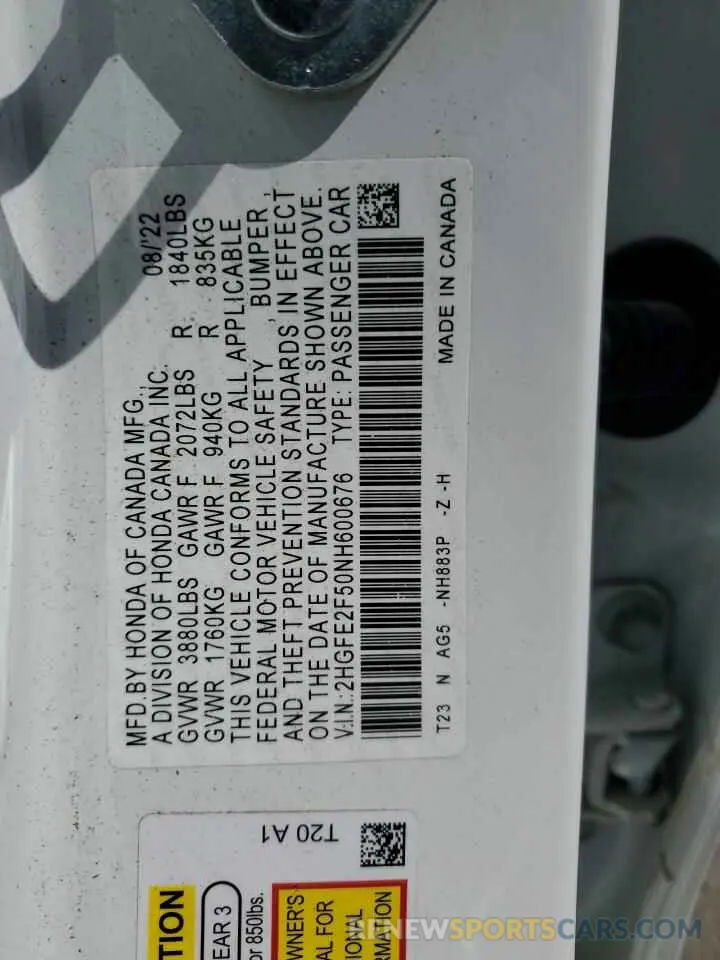 MFD.BY HONDA OF CANADA MFG., 08/'22
A DIVISION OF HONDA CANADA INC.
GVWR 3880LBS GAWR F 2072LBS R 1840LBS
GVWR 1760KG GAWR F 940KG R 835KG
THIS VEHICLE CONFORMS TO ALL APPLICABLE
FEDERAL MOTOR VEHICLE SAFETY , BUMPER ,
AND THEFT PREVENTION STANDARDS IN EFFECT
ON THE DATE OF MANUFACTURE SHOWN ABOVE.
V.I.N.:2HGFE2F50NH600676 TYPE: PASSENGER CAR
T23 N AG5 -NH883P -Z -H MADE IN CANADA
T20 A1
TION
EAR 3
or 850lbs.
WNER'S
AL FOR
IONAL
RMATION
AFNEWSPORTSCARS.COM